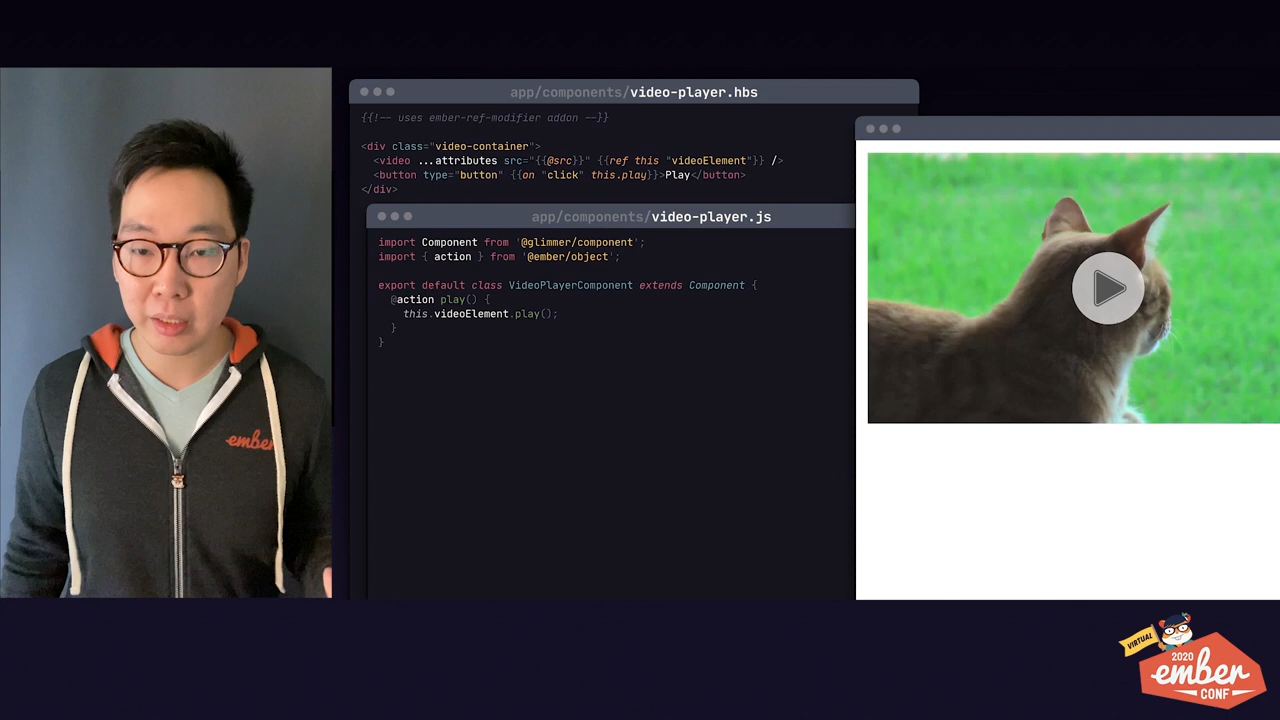 app/components/video-player.hbs
{{!-- uses ember-ref-modifier addon --}}
<div class="video-container">
  <video ...attributes src="{{@src}}" {{ref this "videoElement"}} />
  <button type="button" {{on "click" this.play}}>Play</button>
</div>
app/components/video-player.js
import Component from '@glimmer/component';
import { action } from '@ember/object';
export default class VideoPlayerComponent extends Component {
  @action play() {
    this.videoElement.play();
  }
}
ember
VIRTUAL
2020
ember
CONF